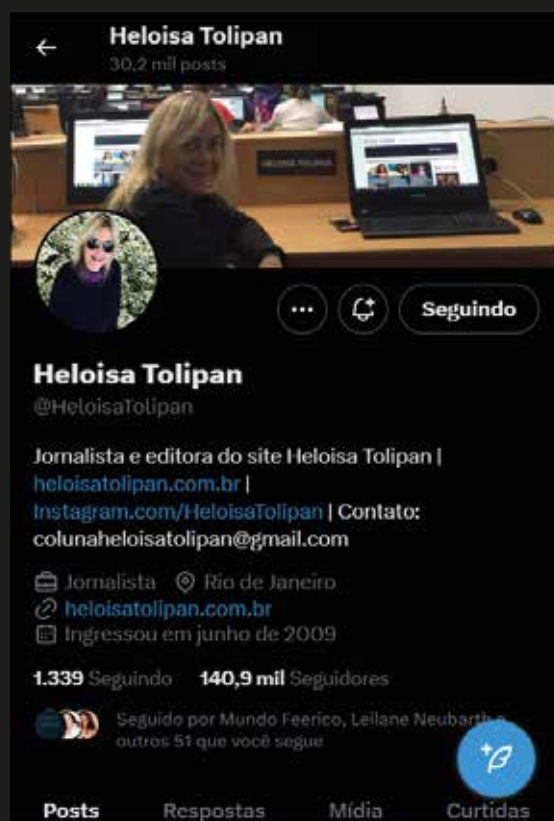 Heloisa Tolipan
30,2 mil posts
HELOISA TOLIPAN
Seguindo
Heloisa Tolipan
@HeloisaTolipan
Jornalista e editora do site Heloisa Tolipan |
heloisatolipan.com.br |
Instagram.com/HeloisaTolipan | Contato:
colunaheloisatolipan@gmail.com
Jornalista Rio de Janeiro
heloisatolipan.com.br
Ingressou em junho de 2009
1.339 Seguindo 140,9 mil Seguidores
Seguido por Mundo Feerico, Leilane Neubarth e
outros 51 que você segue
Posts Respostas Mídia Curtidas